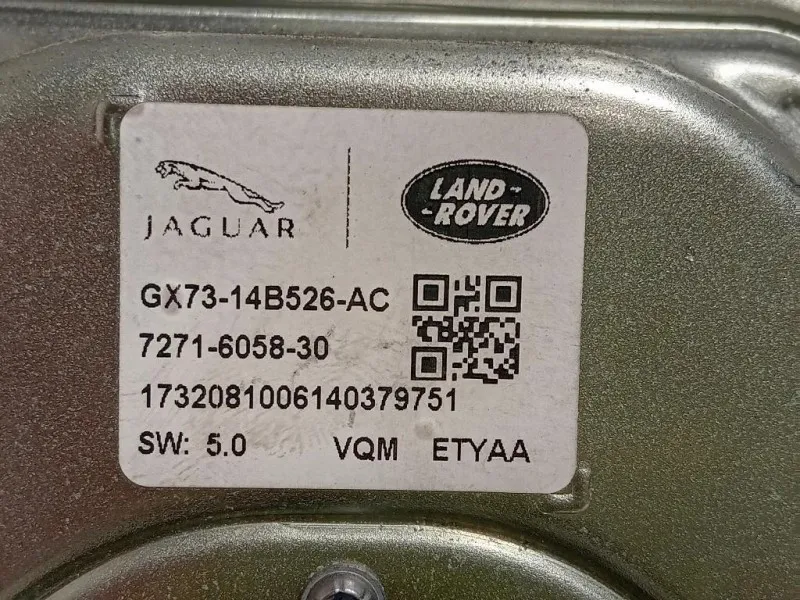 JAGUAR
LAND-
-ROVER
GX73-14B526-AC
7271-6058-30
1732081006140379751
SW: 5.0 VQM ETYAA